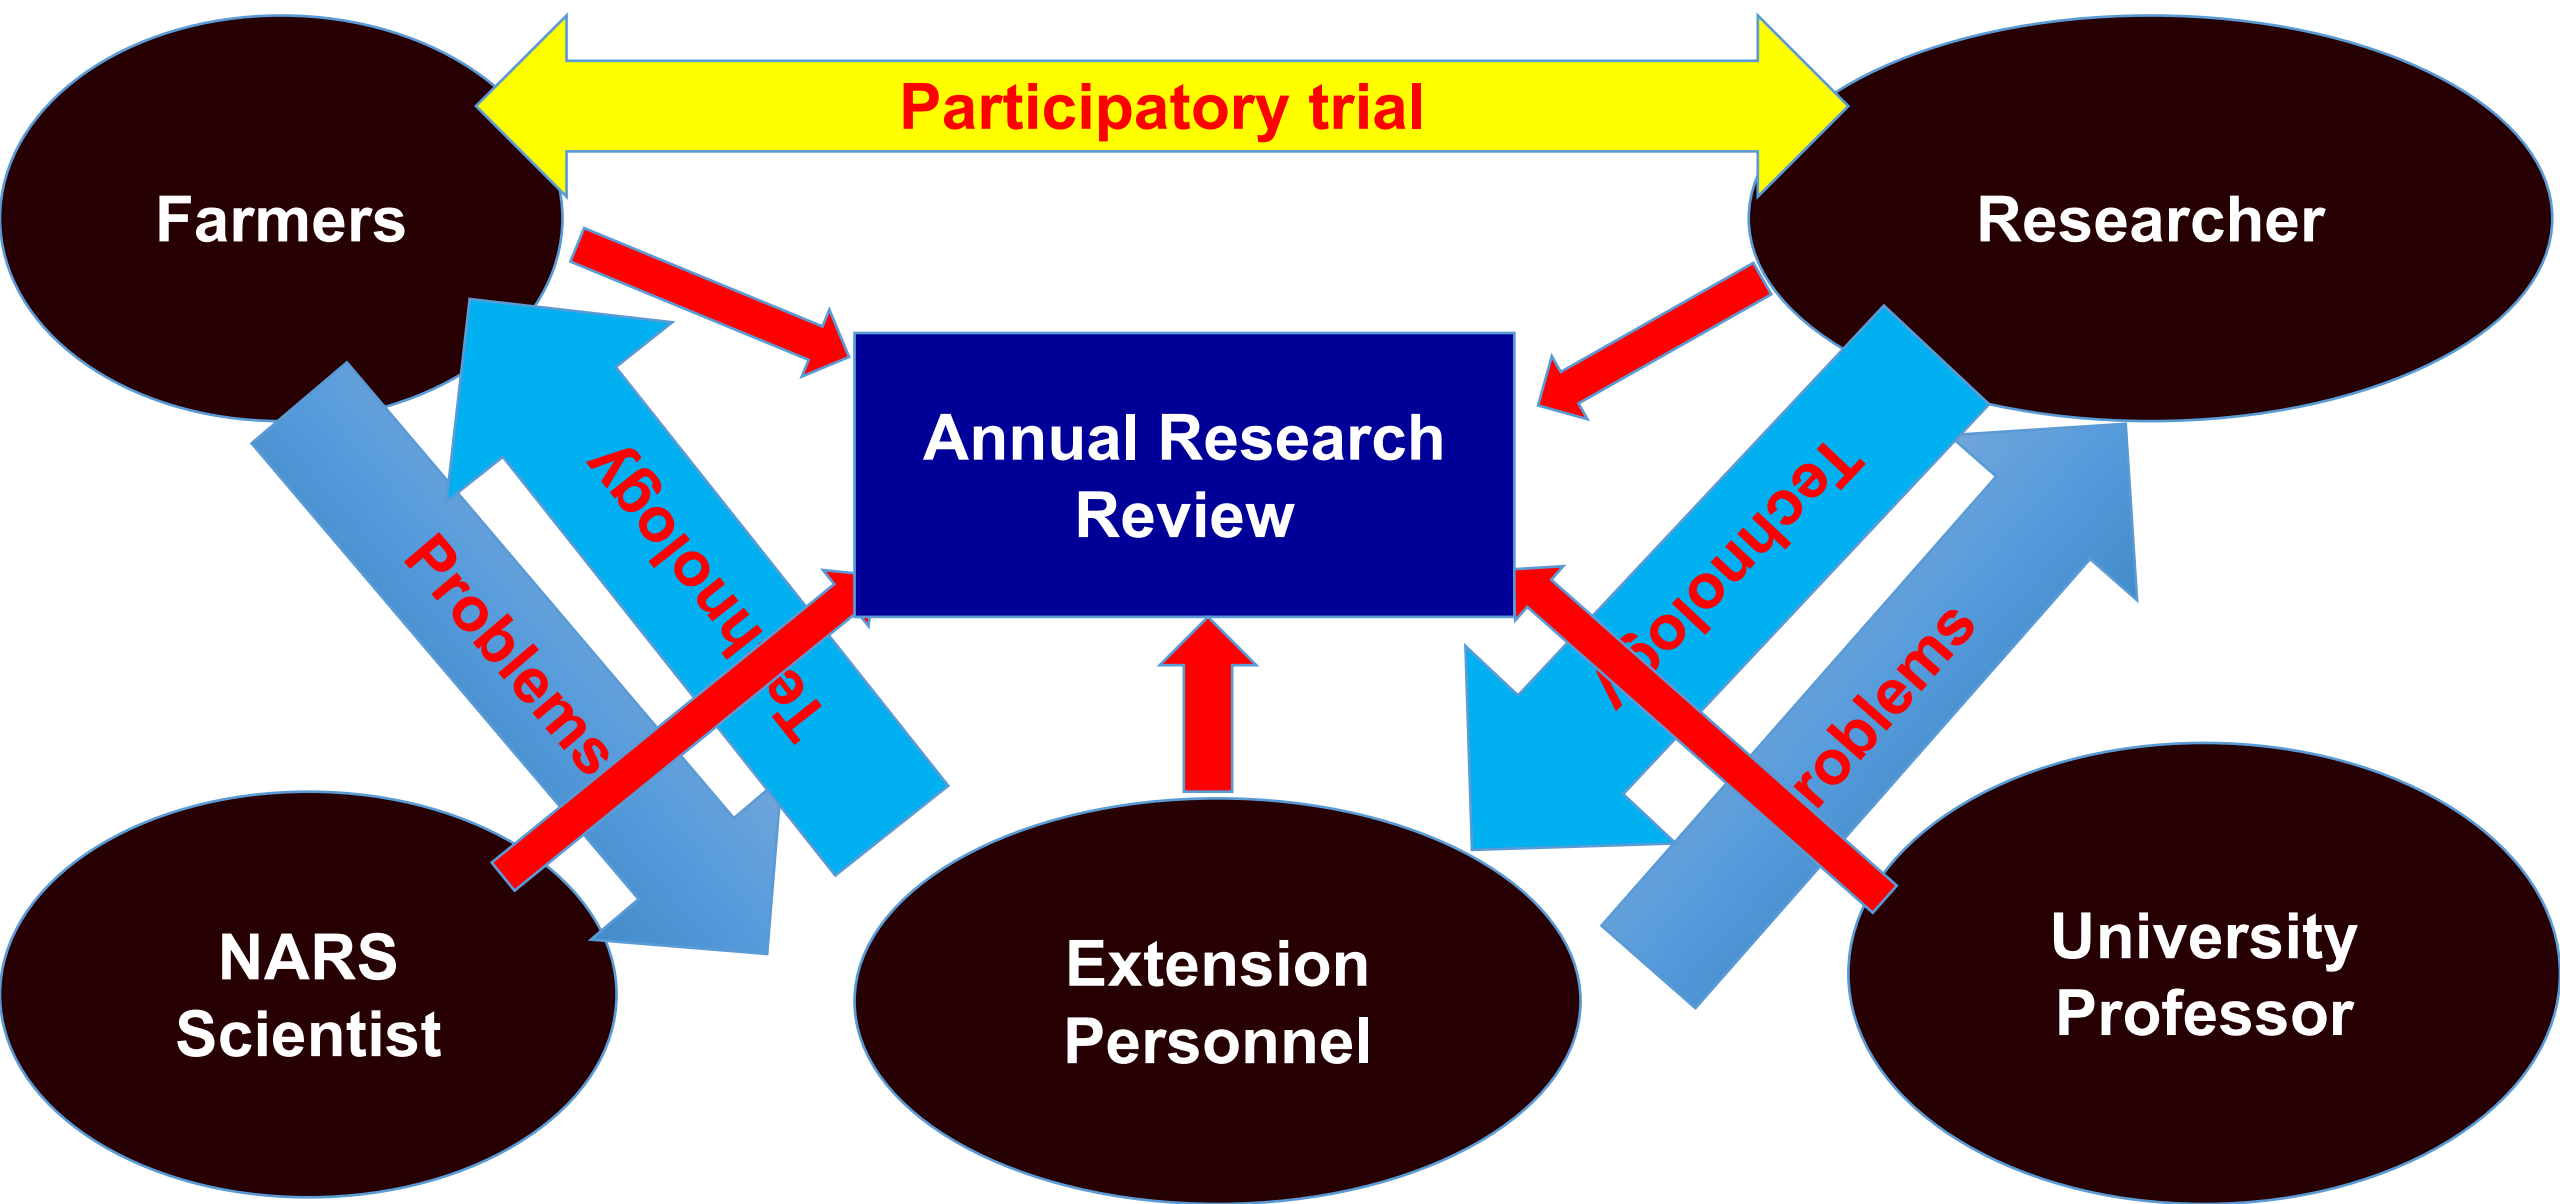 Participatory trial
Farmers
Researcher
Annual Research
Review
Technology
Technology
Problems
roblems
NARS
Scientist
Extension
Personnel
University
Professor